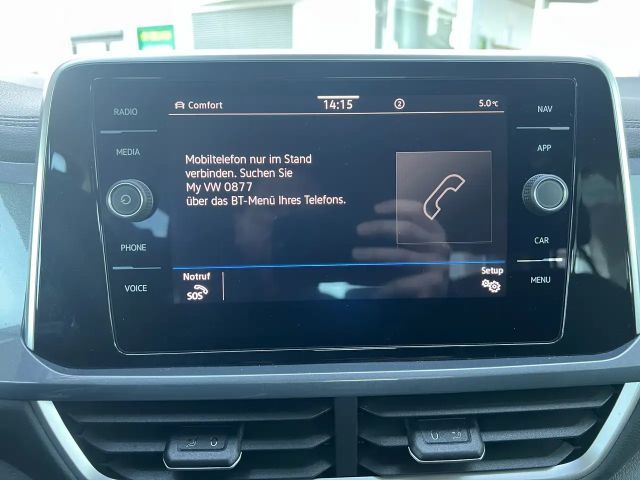 Comfort 14:15 2 5.0°C
RADIO
MEDIA
PHONE
VOICE
Mobiltelefon nur im Stand
verbinden. Suchen Sie
My VW 0877
über das BT-Menü Ihres Telefons.
Notruf
SOS
Setup
NAV
APP
CAR
MENU